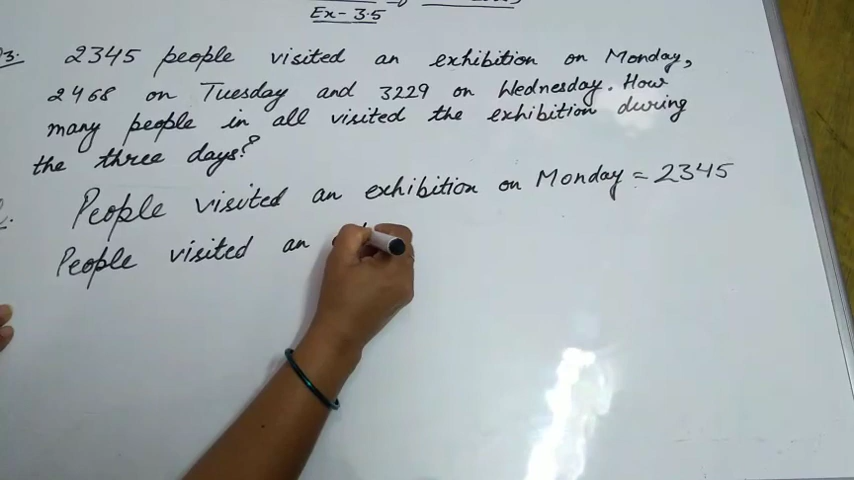 Ex-3.5
3. 2345 people visited an exhibition on Monday,
2468 on Tuesday and 3229 on Wednesday. How
many people in all visited the exhibition during
the three days?
People visited an exhibition on Monday = 2345
People visited an